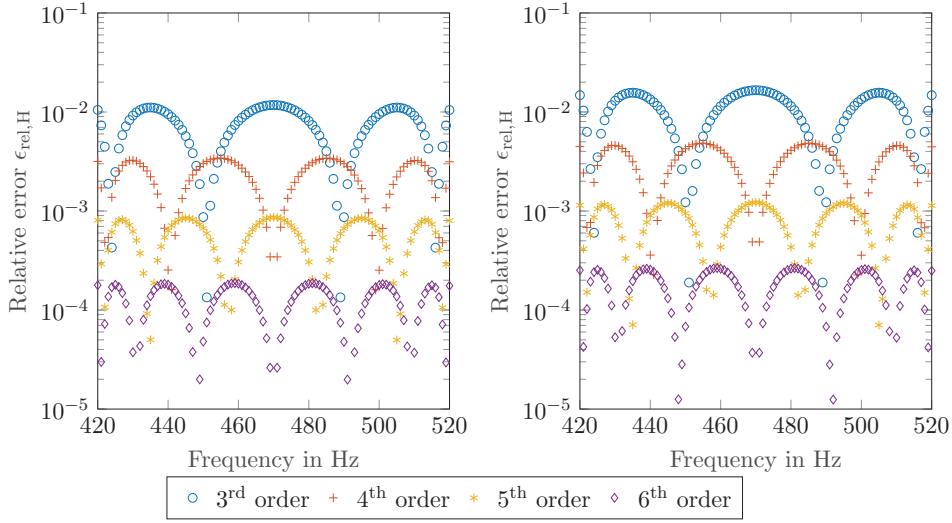 10⁻¹
10⁻²
10⁻³
10⁻⁴
10⁻⁵
Relative error ϵrel,H
420 440 460 480 500 520
Frequency in Hz
10⁻¹
10⁻²
10⁻³
10⁻⁴
10⁻⁵
Relative error ϵrel,H
420 440 460 480 500 520
Frequency in Hz
3rd order 4th order 5th order 6th order